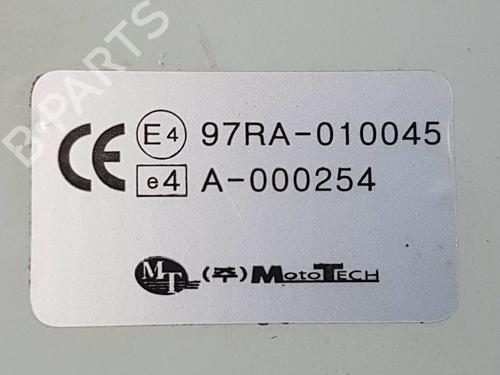 B-PARTS
CE E4 97RA-010045
e4 A-000254
MT (주) MotoTech